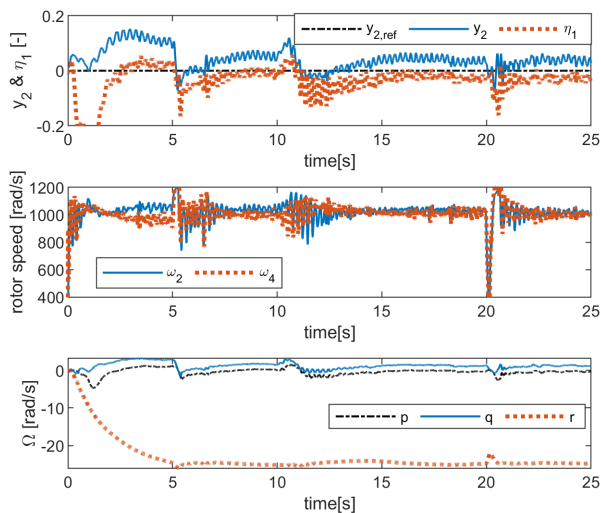 0.2
y2,ref y2 η1
0
-0.2
y2 & η1 [-]
0 5 10 15 20 25
time[s]
1200
1000
800
600
400
rotor speed [rad/s]
ω2 ω4
0 5 10 15 20 25
time[s]
0
-10
-20
Ω [rad/s]
p q r
0 5 10 15 20 25
time[s]